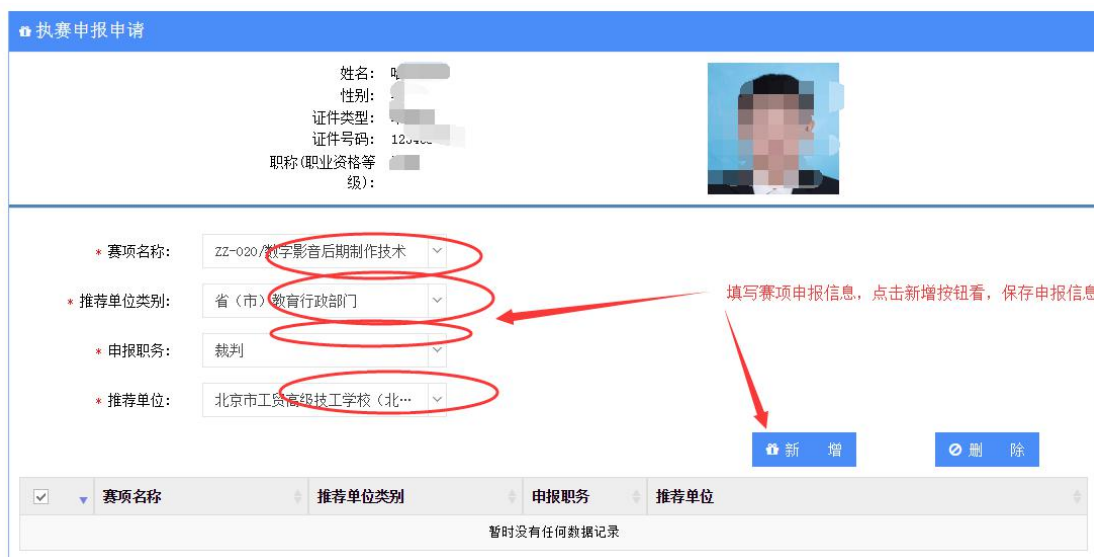 执赛申报申请
姓名:
性别:
证件类型:
证件号码:
职称(职业资格等
级):
* 赛项名称: ZZ-020/数字影音后期制作技术
* 推荐单位类别: 省（市）教育行政部门
填写赛项申报信息，点击新增按钮看，保存申报信息
* 申报职务: 裁判
* 推荐单位: 北京市工贸高级技工学校（北…
新 增 删 除
赛项名称 推荐单位类别 申报职务 推荐单位
暂时没有任何数据记录